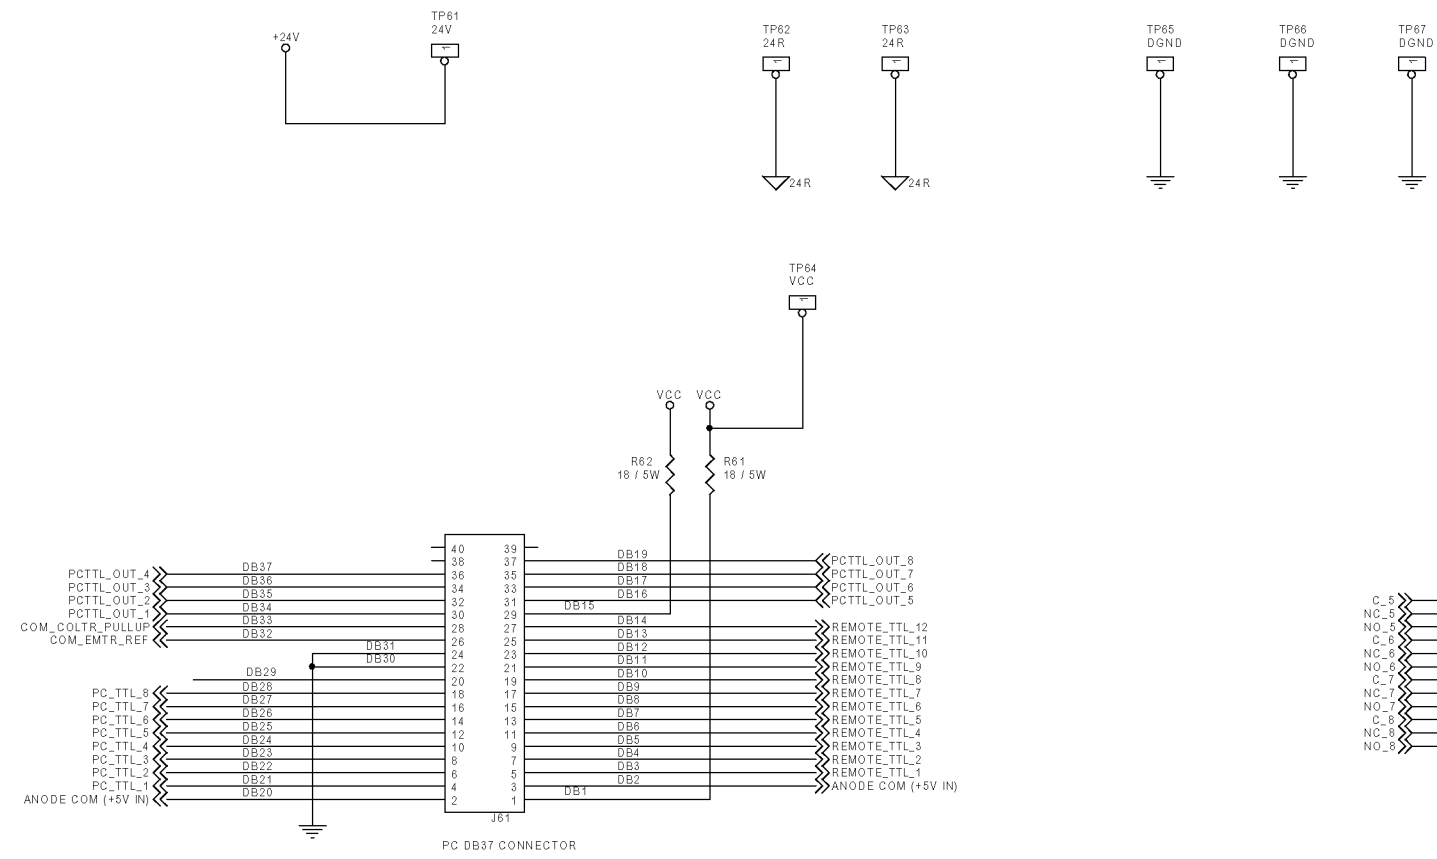 TP61
24V
+24V
1
TP62
24R
1
24R
TP63
24R
1
24R
TP65
DGND
1
TP66
DGND
1
TP67
DGND
1
TP64
VCC
1
VCC
VCC
R62
18 / 5W
R61
18 / 5W
40 39
38 37 DB19 PCTTL_OUT_8
PCTTL_OUT_4 DB37 36 35 DB18 PCTTL_OUT_7
PCTTL_OUT_3 DB36 34 33 DB17 PCTTL_OUT_6
PCTTL_OUT_2 DB35 32 31 DB16 PCTTL_OUT_5
PCTTL_OUT_1 DB34 30 29 DB15
COM_COLTR_PULLUP DB33 28 27 DB14 REMOTE_TTL_12
COM_EMTR_REF DB32 26 25 DB13 REMOTE_TTL_11
DB31 24 23 DB12 REMOTE_TTL_10
DB30 22 21 DB11 REMOTE_TTL_9
DB29 20 19 DB10 REMOTE_TTL_8
PC_TTL_8 DB28 18 17 DB9 REMOTE_TTL_7
PC_TTL_7 DB27 16 15 DB8 REMOTE_TTL_6
PC_TTL_6 DB26 14 13 DB7 REMOTE_TTL_5
PC_TTL_5 DB25 12 11 DB6 REMOTE_TTL_4
PC_TTL_4 DB24 10 9 DB5 REMOTE_TTL_3
PC_TTL_3 DB23 8 7 DB4 REMOTE_TTL_2
PC_TTL_2 DB22 6 5 DB3 REMOTE_TTL_1
PC_TTL_1 DB21 4 3 DB2 ANODE COM (+5V IN)
ANODE COM (+5V IN) DB20 2 1 DB1
J61
PC DB37 CONNECTOR
C_5
NC_5
NO_5
C_6
NC_6
NO_6
C_7
NC_7
NO_7
C_8
NC_8
NO_8